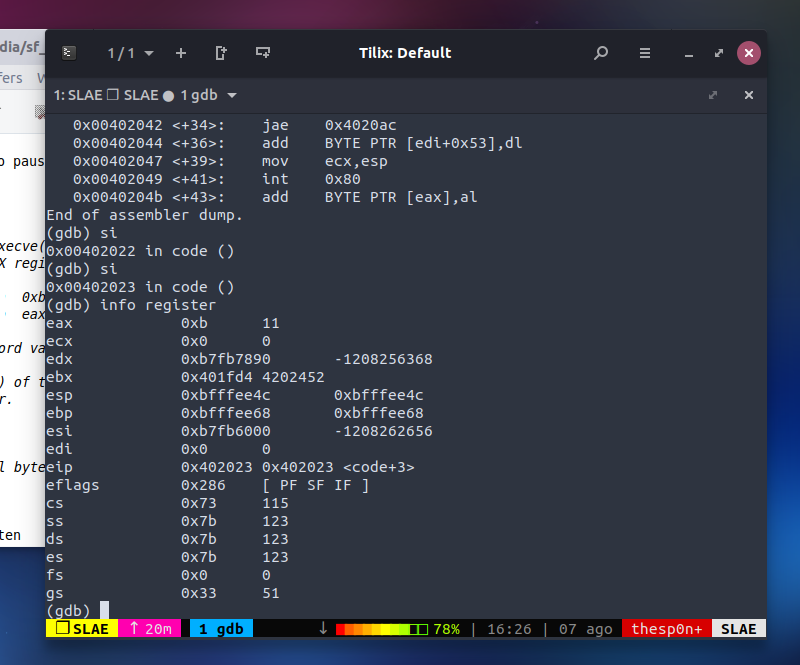 dia/sf_
fers W
1 / 1
Tilix: Default
1: SLAE SLAE 1 gdb
o paus
xecve(
X regi
0xb
eax
ord va
) of t
r.
l byte
ten
0x00402042 <+34>: jae 0x4020ac
0x00402044 <+36>: add BYTE PTR [edi+0x53],dl
0x00402047 <+39>: mov ecx,esp
0x00402049 <+41>: int 0x80
0x0040204b <+43>: add BYTE PTR [eax],al
End of assembler dump.
(gdb) si
0x00402022 in code ()
(gdb) si
0x00402023 in code ()
(gdb) info register
eax 0xb 11
ecx 0x0 0
edx 0xb7fb7890 -1208256368
ebx 0x401fd4 4202452
esp 0xbfffee4c 0xbfffee4c
ebp 0xbfffee68 0xbfffee68
esi 0xb7fb6000 -1208262656
edi 0x0 0
eip 0x402023 0x402023 <code+3>
eflags 0x286 [ PF SF IF ]
cs 0x73 115
ss 0x7b 123
ds 0x7b 123
es 0x7b 123
fs 0x0 0
gs 0x33 51
(gdb)
SLAE ↑ 20m 1 gdb ↓ 78% | 16:26 | 07 ago thesp0n+ SLAE